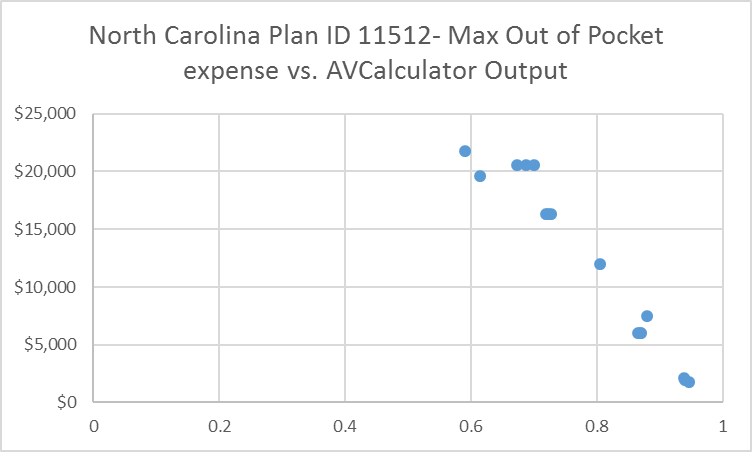 North Carolina Plan ID 11512- Max Out of Pocket
expense vs. AVCalculator Output
$25,000
$20,000
$15,000
$10,000
$5,000
$0
0 0.2 0.4 0.6 0.8 1